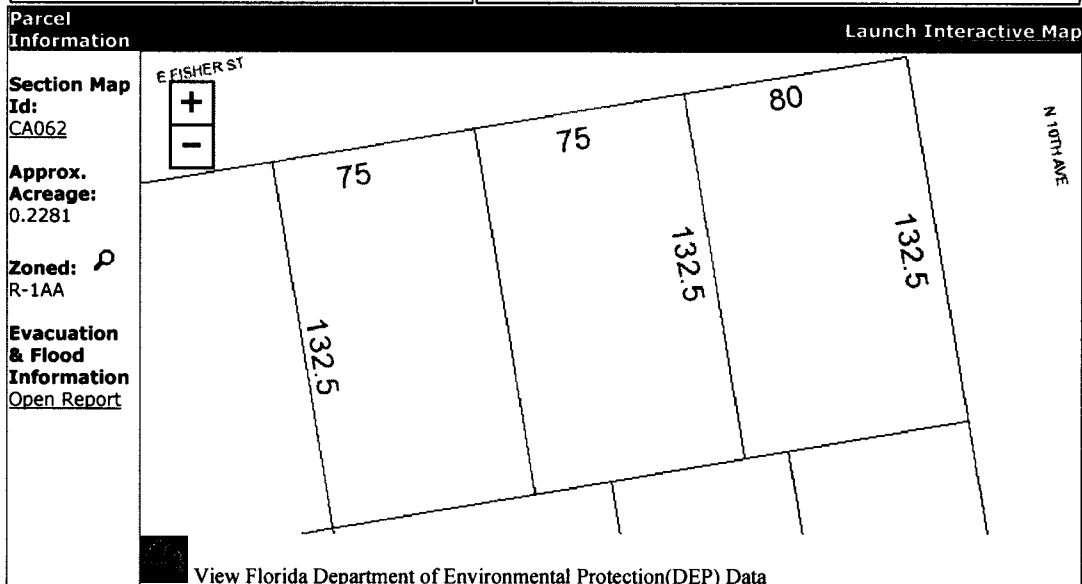 Parcel
Information
Launch Interactive Map
Section Map
Id:
CA062
Approx.
Acreage:
0.2281
Zoned:
R-1AA
Evacuation
& Flood
Information
Open Report
E FISHER ST
+
−
75
75
80
N 10TH AVE
132.5
132.5
132.5
View Florida Department of Environmental Protection(DEP) Data